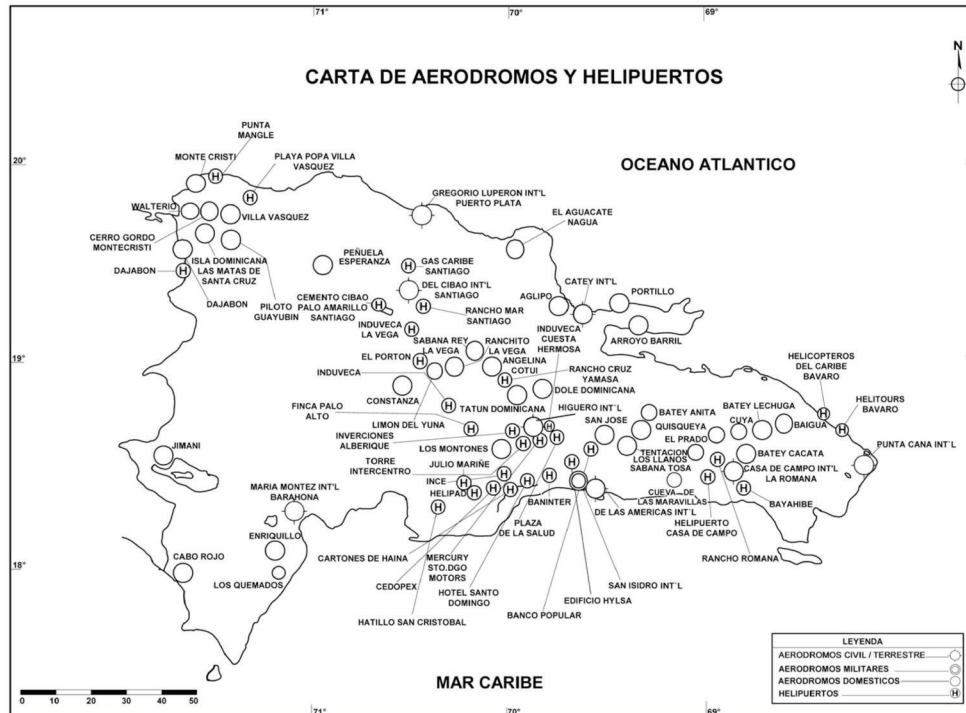 71°
70°
69°
N
CARTA DE AERODROMOS Y HELIPUERTOS
PUNTA
MANGLE
MONTE CRISTI
PLAYA POPA VILLA
VASQUEZ
20°
OCEANO ATLANTICO
GREGORIO LUPERON INT'L
PUERTO PLATA
WALTERIO
VILLA VASQUEZ
EL AGUACATE
NAGUA
CERRO GORDO
MONTECRISTI
PEÑUELA
ESPERANZA
GAS CARIBE
SANTIAGO
ISLA DOMINICANA
LAS MATAS DE
SANTA CRUZ
DAJABON
DAJABON
PILOTO
GUAYUBIN
DEL CIBAO INT'L
SANTIAGO
CATEY INT'L
CEMENTO CIBAO
PALO AMARILLO
SANTIAGO
AGLIPO
PORTILLO
RANCHO MAR
SANTIAGO
INDUVECA
LA VEGA
INDUVECA
CUESTA
HERMOSA
ARROYO BARRIL
19°
SABANA REY
LA VEGA
RANCHITO
LA VEGA
EL PORTON
ANGELINA
COTUI
HELICOPTEROS
DEL CARIBE
BAVARO
INDUVECA
RANCHO CRUZ
YAMASA
CONSTANZA
DOLE DOMINICANA
HELITOURS
BAVARO
FINCA PALO
ALTO
TATUN DOMINICANA
HIGUERO INT'L
BATEY ANITA
BATEY LECHUGA
LIMON DEL YUNA
SAN JOSE
QUISQUEYA
CUYA
BAIGUA
INVERCIONES
ALBERIQUE
EL PRADO
PUNTA CANA INT'L
JIMANI
LOS MONTONES
TENTACION
LOS LLANOS
SABANA TOSA
BATEY CACATA
TORRE
INTERCENTRO
JULIO MARIÑE
CASA DE CAMPO INT'L
LA ROMANA
INCE
HELIPAD
MARIA MONTEZ INT'L
BARAHONA
BANINTER
CUEVA DE
LAS MARAVILLAS
DE LAS AMERICAS INT'L
BAYAHIBE
PLAZA
DE LA SALUD
HELIPUERTO
CASA DE CAMPO
ENRIQUILLO
CARTONES DE HAINA
MERCURY
STO.DGO
MOTORS
RANCHO ROMANA
CABO ROJO
18°
LOS QUEMADOS
CEDOPEX
SAN ISIDRO INT'L
HOTEL SANTO
DOMINGO
EDIFICIO HYLSA
BANCO POPULAR
HATILLO SAN CRISTOBAL
LEYENDA
AERODROMOS CIVIL / TERRESTRE
AERODROMOS MILITARES
AERODROMOS DOMESTICOS
HELIPUERTOS
MAR CARIBE
0 10 20 30 40 50
71°
70°
69°